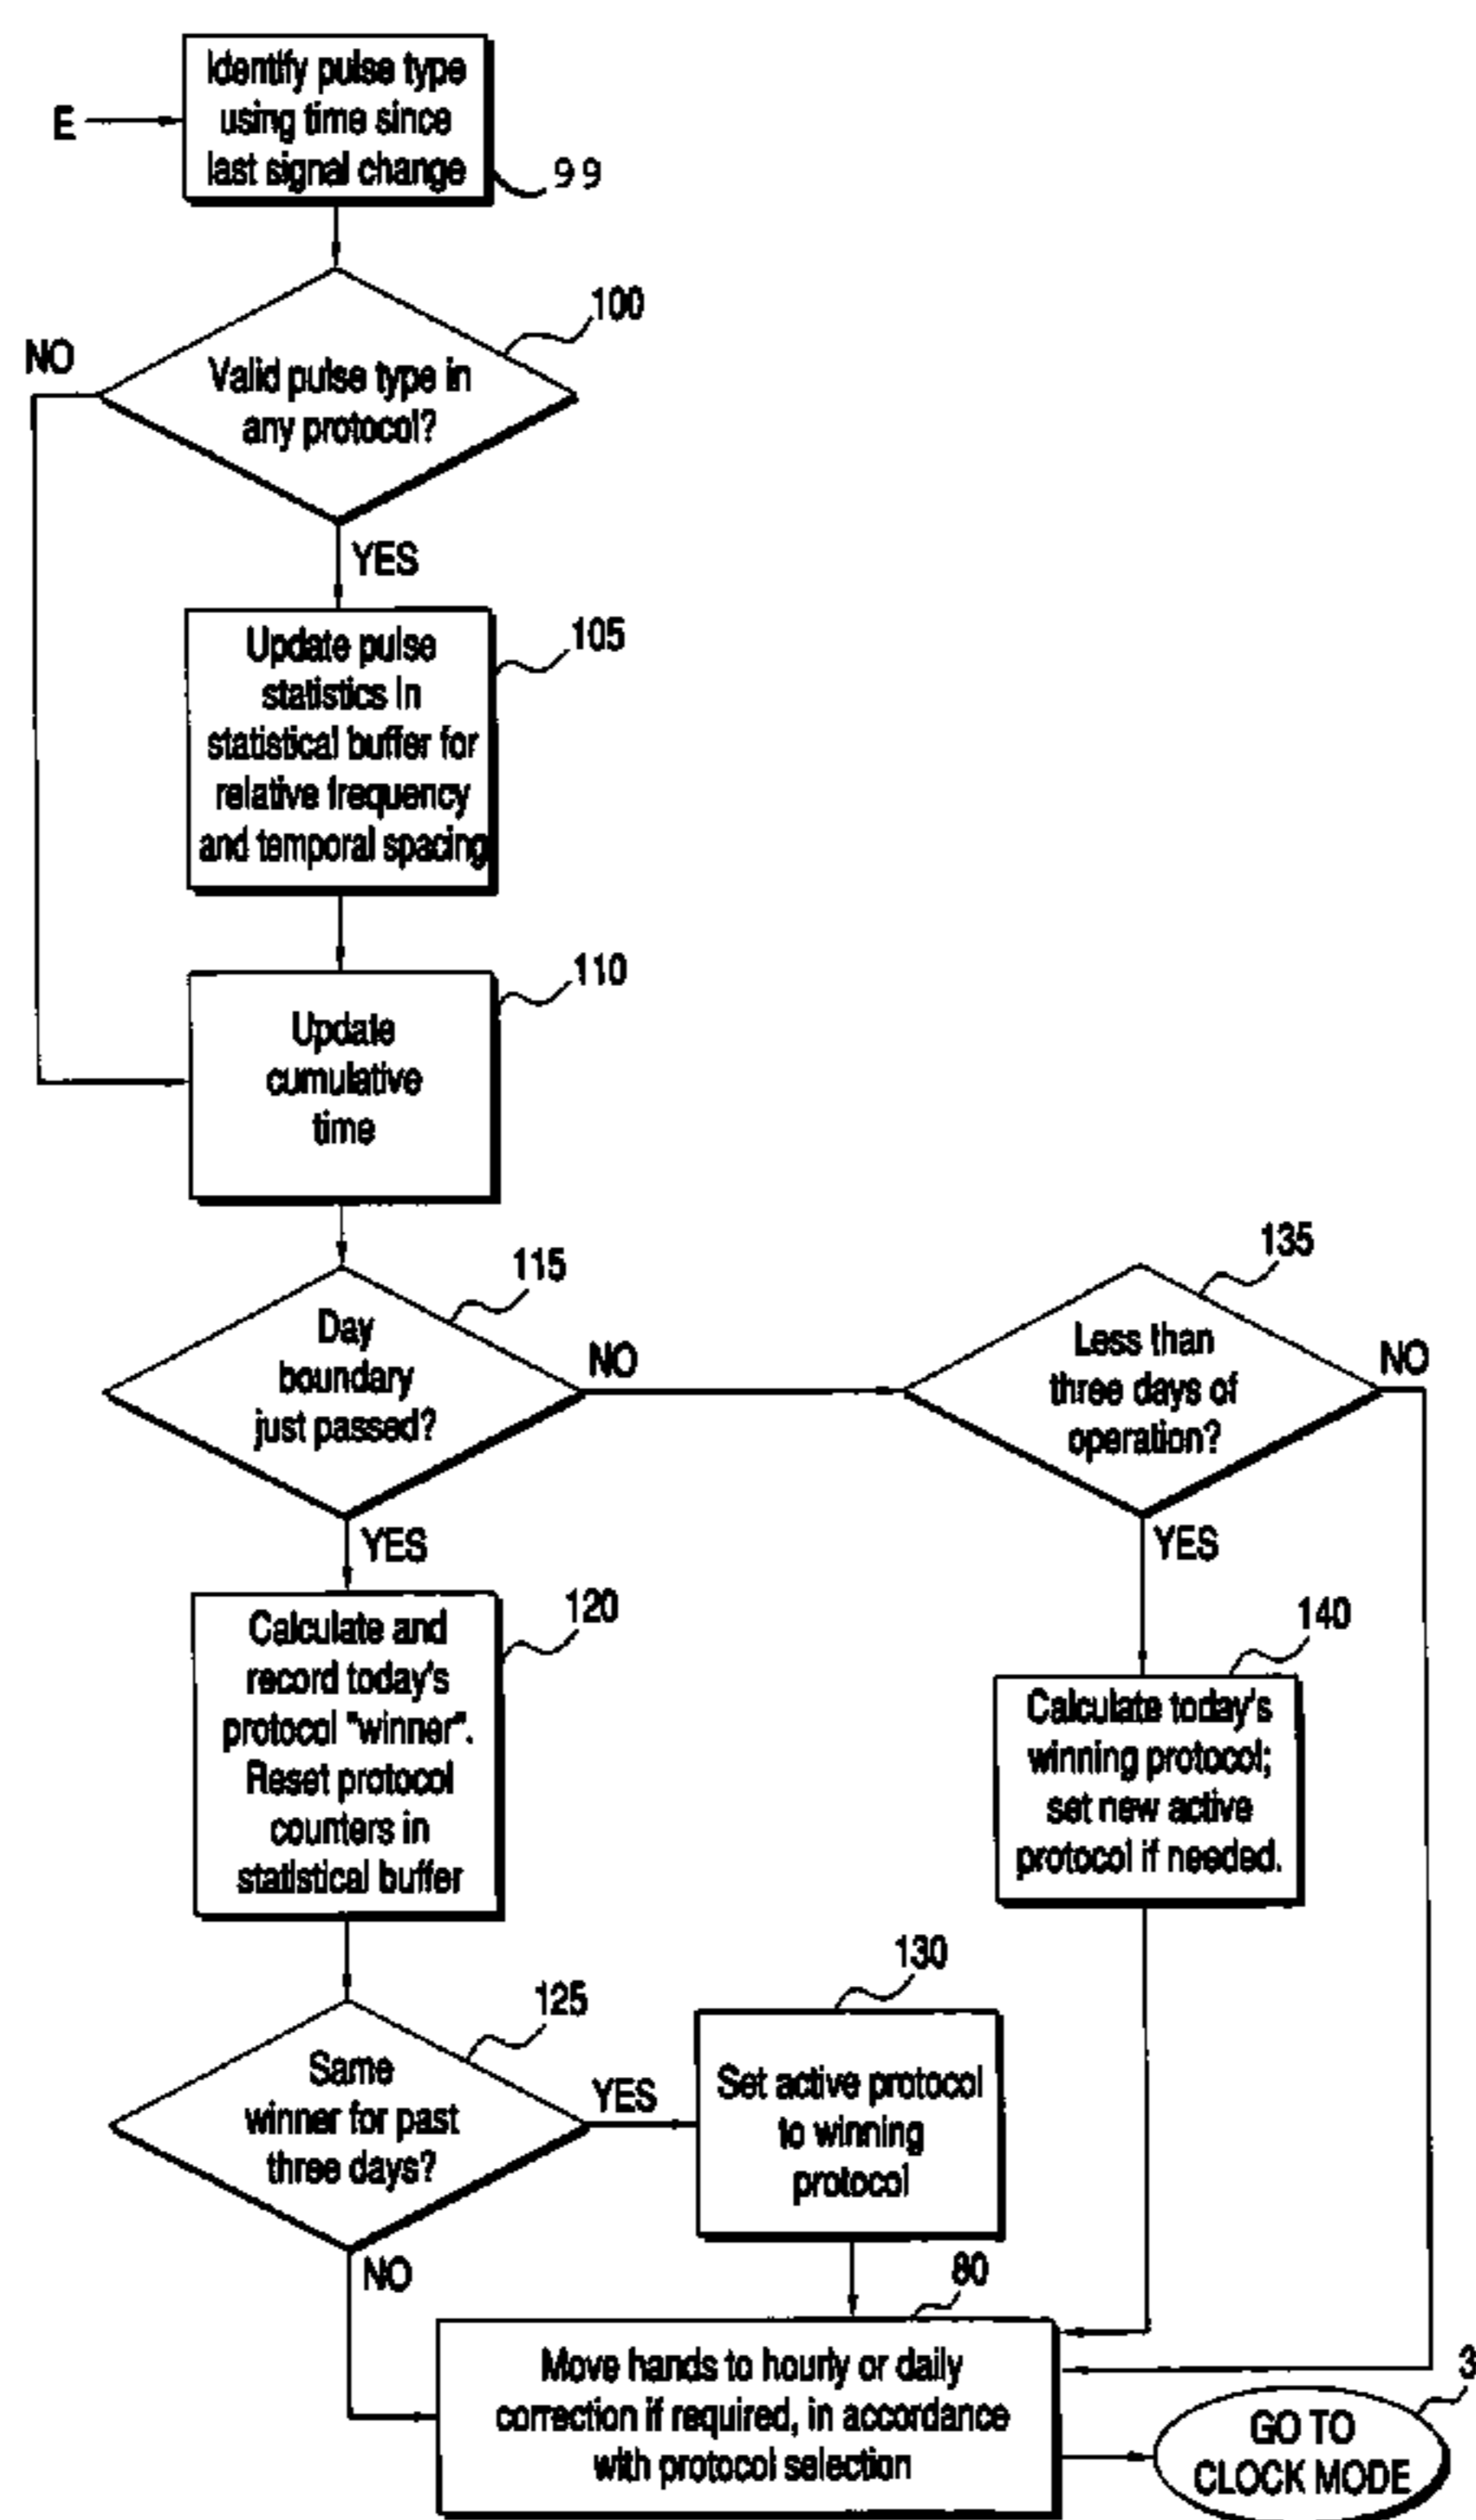 Identify pulse type
using time since
last signal change
E
99
100
NO
Valid pulse type in
any protocol?
YES
105
Update pulse
statistics in
statistical buffer for
relative frequency
and temporal spacing
110
Update
cumulative
time
115
Day
boundary
just passed?
NO
YES
135
Less than
three days of
operation?
NO
YES
120
Calculate and
record today's
protocol "winner".
Reset protocol
counters in
statistical buffer
140
Calculate today's
winning protocol;
set new active
protocol if needed.
125
Same
winner for past
three days?
YES
NO
130
Set active protocol
to winning
protocol
80
Move hands to hourly or daily
correction if required, in accordance
with protocol selection
3
GO TO
CLOCK MODE